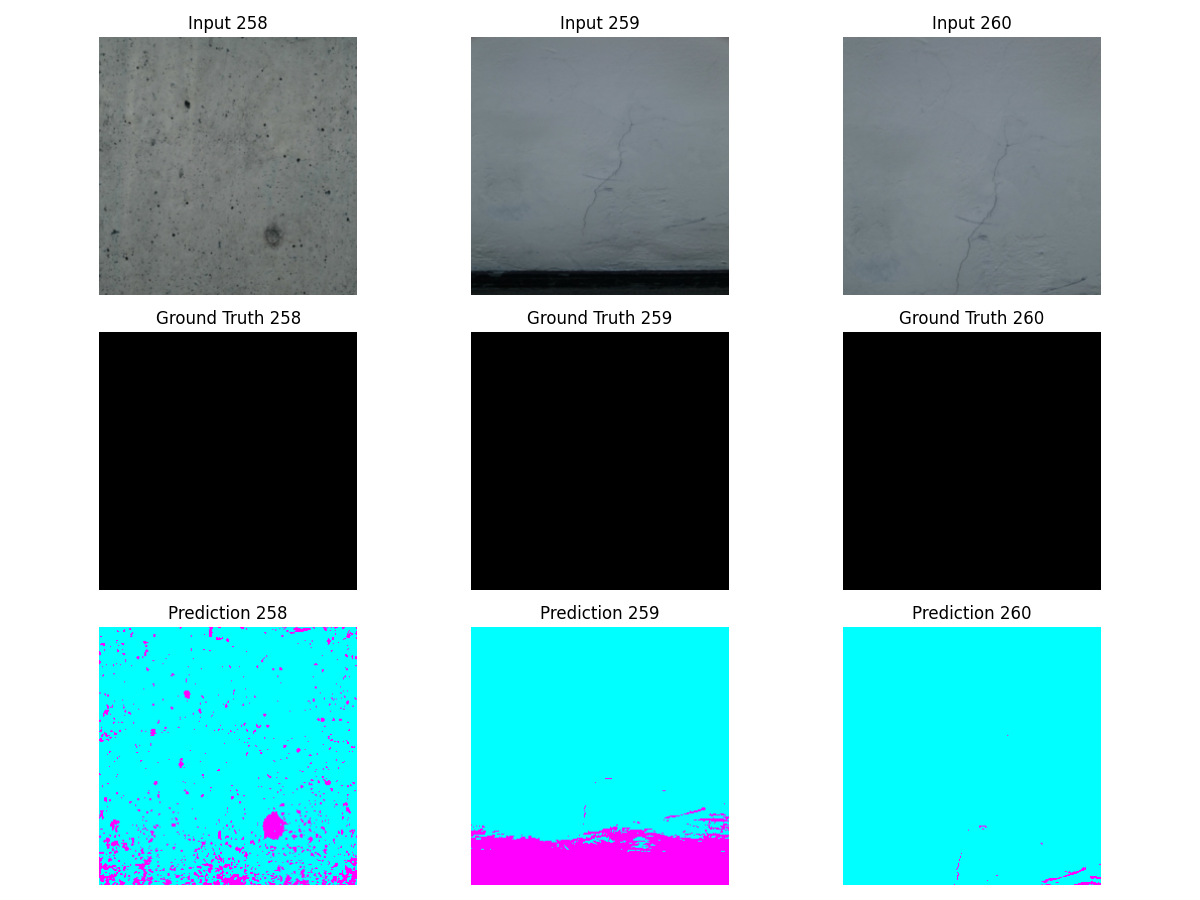 Input 258
Input 259
Input 260
Ground Truth 258
Ground Truth 259
Ground Truth 260
Prediction 258
Prediction 259
Prediction 260